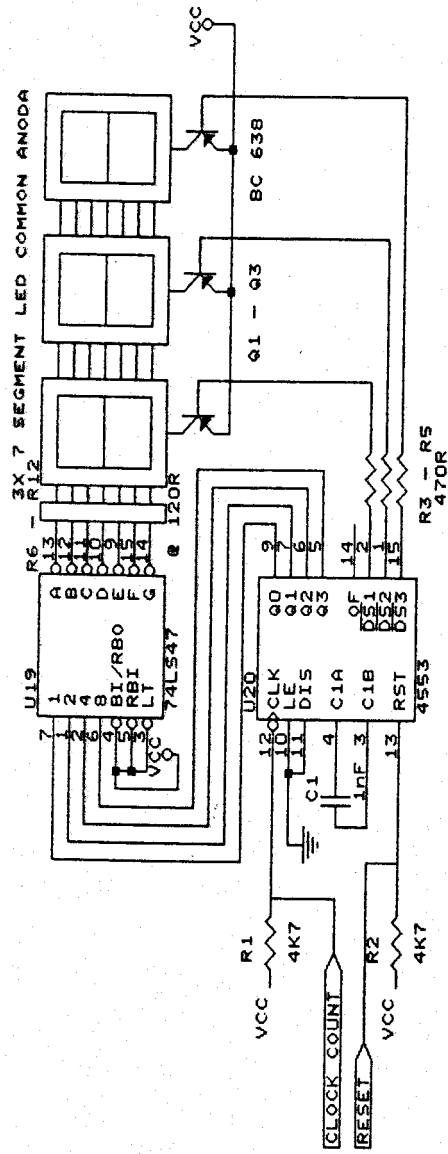 3X 7 SEGMENT LED COMMON ANODA
VCC
BC 638
Q1 - Q3
R6 - R12
@ 120R
U19
74LS47
7 1
1 2
2 4
6 8
4 BI/RBO
5 RBI
3 LT
VCC
A 13
B 12
C 11
D 10
E 9
F 15
G 14
U20
4553
12 CLK
10 LE
11 DIS
4 C1A
3 C1B
13 RST
Q0 9
Q1 7
Q2 6
Q3 5
OF 14
DS1 2
DS2 1
DS3 15
R3 - R5
470R
C1
1nF
R1
4K7
VCC
R2
4K7
VCC
CLOCK COUNT
RESET